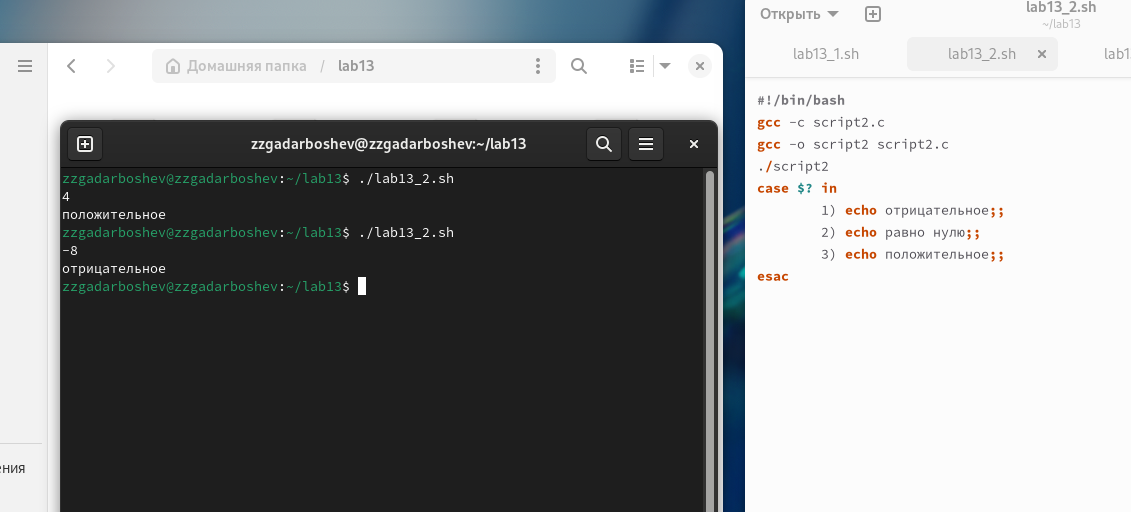 Домашняя папка / lab13
ения
zzgadarboshev@zzgadarboshev:~/lab13
zzgadarboshev@zzgadarboshev:~/lab13$ ./lab13_2.sh
4
положительное
zzgadarboshev@zzgadarboshev:~/lab13$ ./lab13_2.sh
-8
отрицательное
zzgadarboshev@zzgadarboshev:~/lab13$
Открыть
lab13_2.sh
~/lab13
lab13_1.sh
lab13_2.sh
lab1
#!/bin/bash
gcc -c script2.c
gcc -o script2 script2.c
./script2
case $? in
1) echo отрицательное;;
2) echo равно нулю;;
3) echo положительное;;
esac